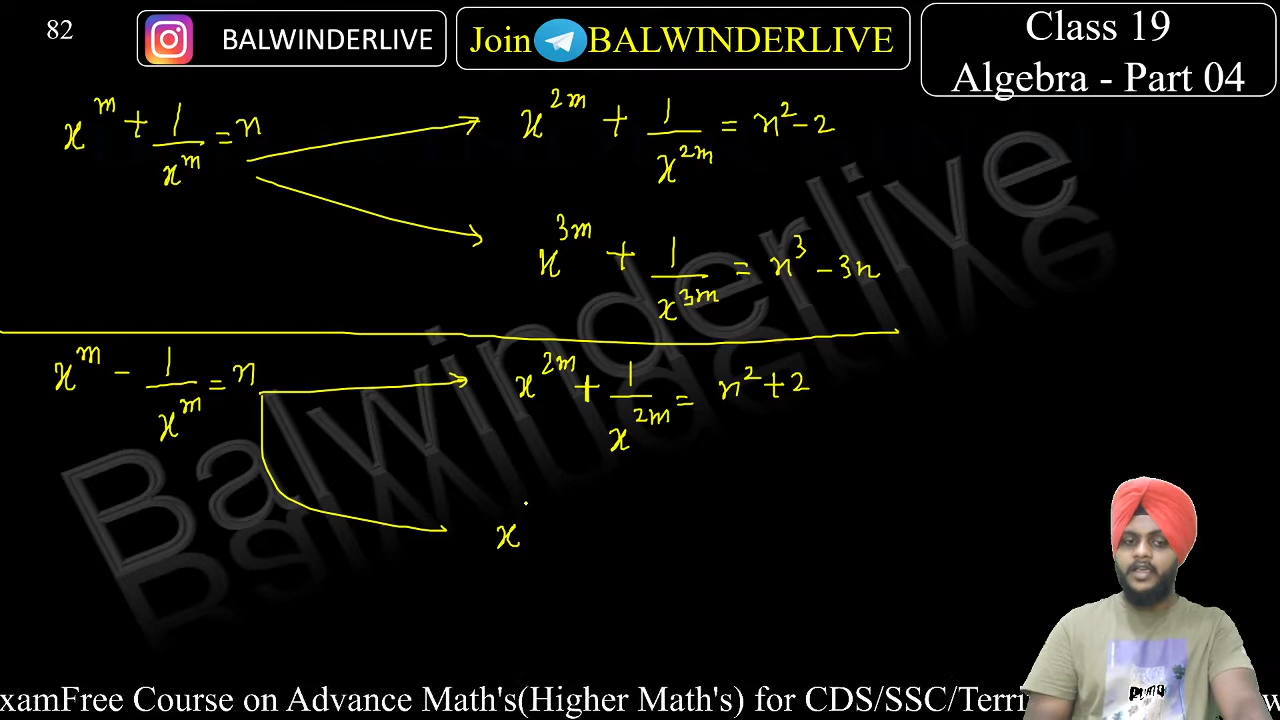 82
BALWINDERLIVE
Join BALWINDERLIVE
Class 19
Algebra - Part 04
x^m + 1/x^m = n
x^{2m} + 1/x^{2m} = n^2 - 2
x^{3m} + 1/x^{3m} = n^3 - 3n
x^m - 1/x^m = n
x^{2m} + 1/x^{2m} = n^2 + 2
x
Balwinderlive
xamFree Course on Advance Math's(Higher Math's) for CDS/SSC/Terri